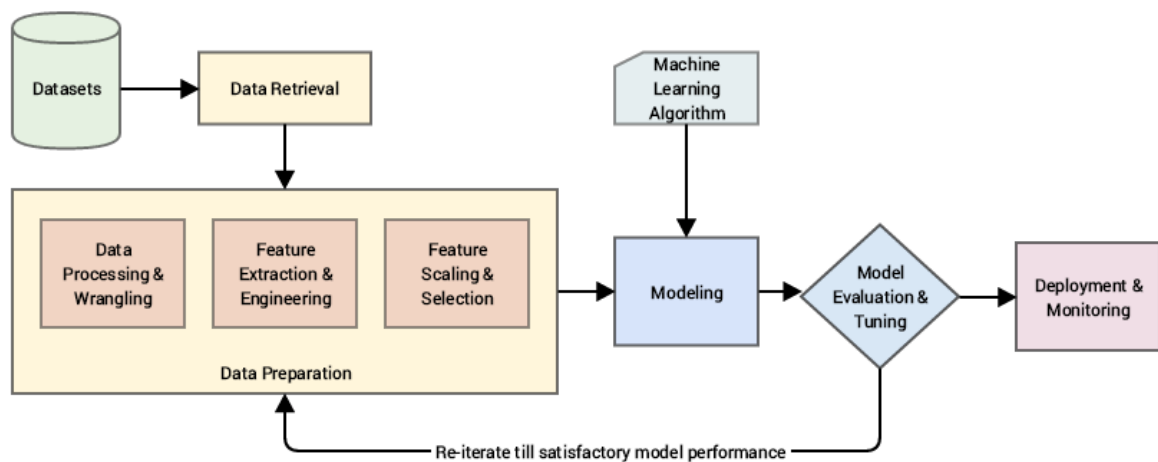 Datasets
Data Retrieval
Machine
Learning
Algorithm
Data
Processing &
Wrangling
Feature
Extraction &
Engineering
Feature
Scaling &
Selection
Data Preparation
Modeling
Model
Evaluation &
Tuning
Deployment &
Monitoring
Re-iterate till satisfactory model performance